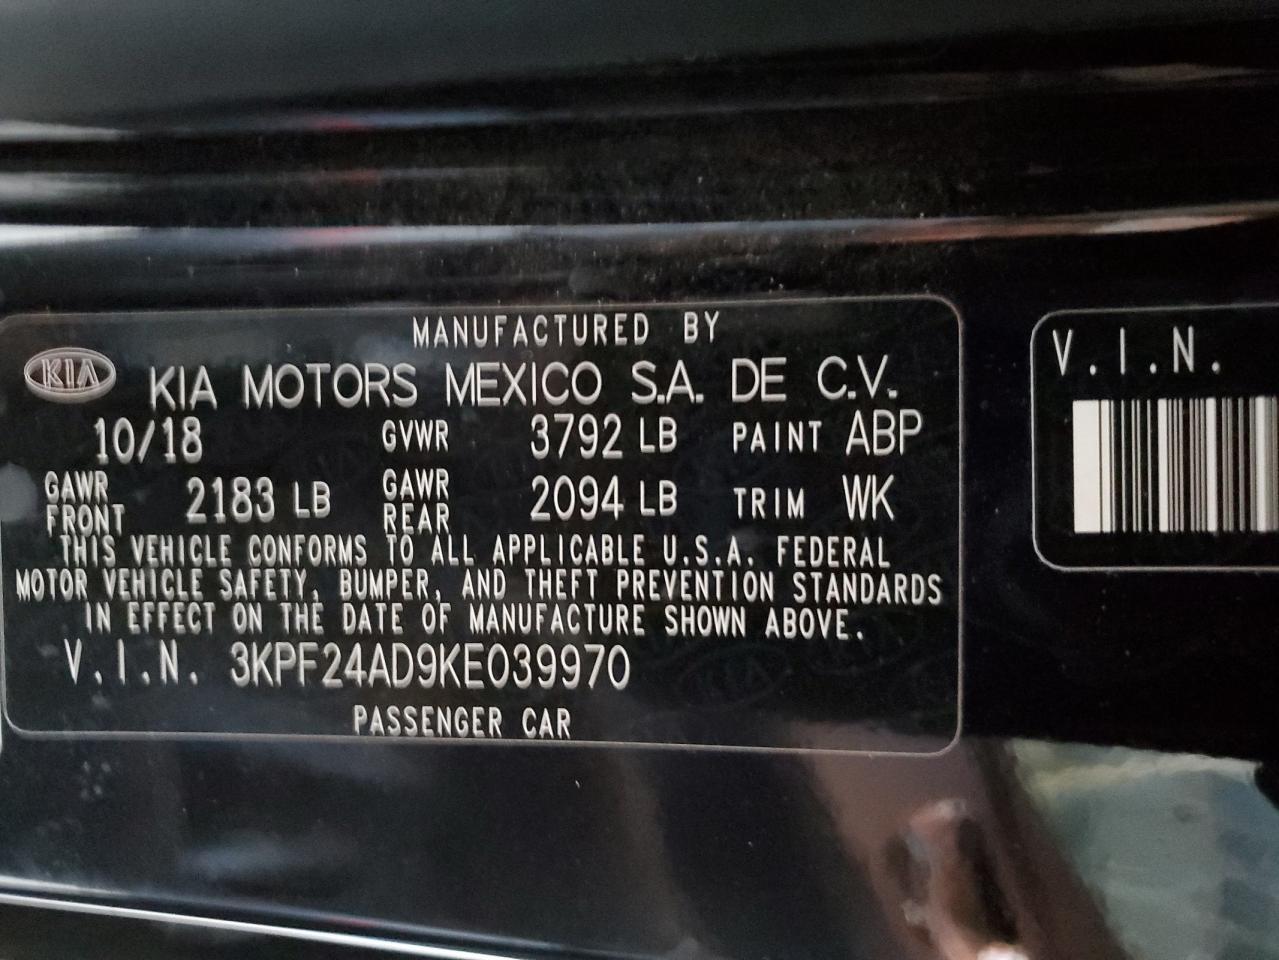 MANUFACTURED BY
KIA KIA MOTORS MEXICO S.A. DE C.V.
10/18 GVWR 3792 LB PAINT ABP
GAWR FRONT 2183 LB GAWR REAR 2094 LB TRIM WK
THIS VEHICLE CONFORMS TO ALL APPLICABLE U.S.A. FEDERAL
MOTOR VEHICLE SAFETY, BUMPER, AND THEFT PREVENTION STANDARDS
IN EFFECT ON THE DATE OF MANUFACTURE SHOWN ABOVE.
V.I.N. 3KPF24AD9KE039970
PASSENGER CAR
V.I.N.